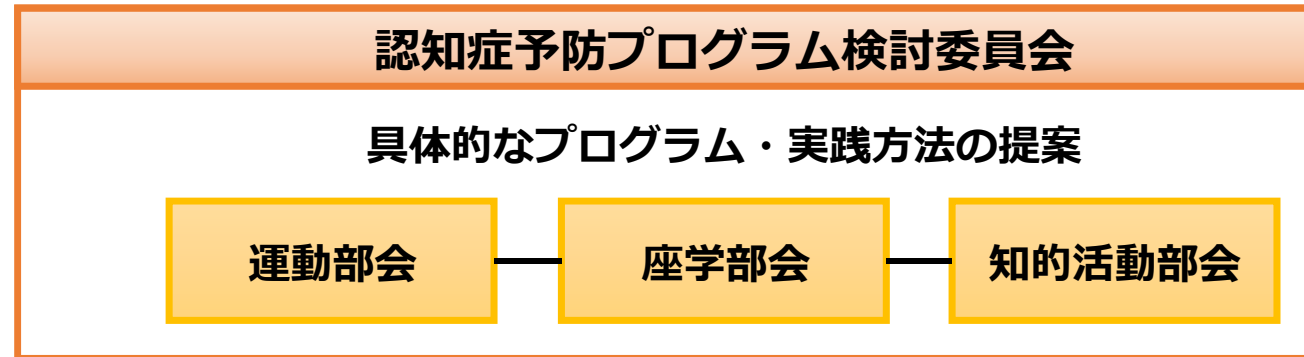 認知症予防プログラム検討委員会
具体的なプログラム・実践方法の提案
運動部会
座学部会
知的活動部会